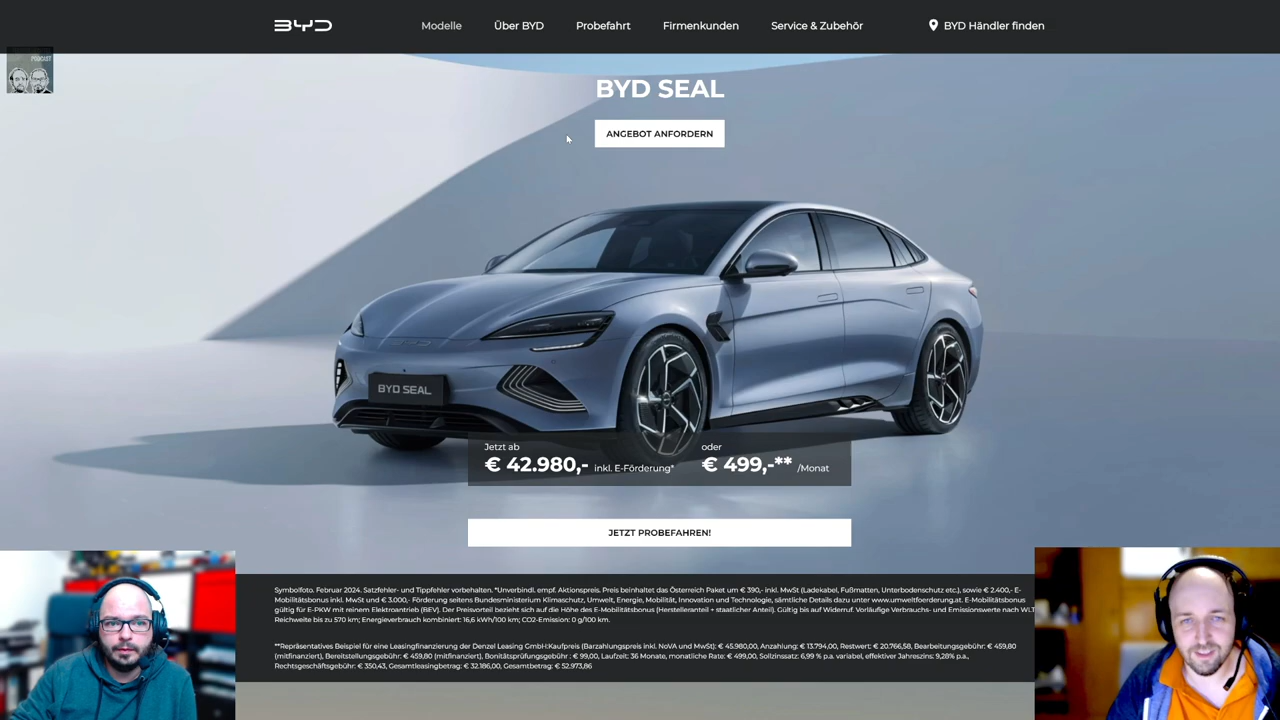 BYD
Modelle
Über BYD
Probefahrt
Firmenkunden
Service & Zubehör
BYD Händler finden
PODCAST
BYD SEAL
ANGEBOT ANFORDERN
BYD
BYD SEAL
Jetzt ab
€ 42.980,- inkl. E-Förderung*
oder
€ 499,-** /Monat
JETZT PROBEFAHREN!
Symbolfoto. Februar 2024. Satzfehler- und Tippfehler vorbehalten. *Unverbindl. empf. Aktionspreis. Preis beinhaltet das Österreich Paket um € 390,- inkl. MwSt (Ladekabel, Fußmatten, Unterbodenschutz etc.), sowie € 2.400,- E-
Mobilitätsbonus inkl. MwSt und € 3.000,- Förderung seitens Bundesministerium Klimaschutz, Umwelt, Energie, Mobilität, Innovation und Technologie, sämtliche Details dazu unter www.umweltfoerderung.at. E-Mobilitätsbonus
gültig für E-PKW mit reinem Elektroantrieb (BEV). Der Preisvorteil bezieht sich auf die Höhe des E-Mobilitätsbonus (Herstelleranteil + staatlicher Anteil). Gültig bis auf Widerruf. Vorläufige Verbrauchs- und Emissionswerte nach WLT
Reichweite bis zu 570 km; Energieverbrauch kombiniert: 16,6 kWh/100 km; CO2-Emission: 0 g/100 km.
**Repräsentatives Beispiel für eine Leasingfinanzierung der Denzel Leasing GmbH:Kaufpreis (Barzahlungspreis inkl. NoVA und MwSt): € 45.980,00, Anzahlung: € 13.794,00, Restwert: € 20.766,58, Bearbeitungsgebühr: € 459,80
(mitfinanziert), Bereitstellungsgebühr: € 459,80 (mitfinanziert), Bonitätsprüfungsgebühr : € 99,00, Laufzeit: 36 Monate, monatliche Rate: € 499,00, Sollzinssatz: 6,99 % p.a. variabel, effektiver Jahreszins: 9,28% p.a.,
Rechtsgeschäftsgebühr: € 350,43, Gesamtleasingbetrag: € 32.186,00, Gesamtbetrag: € 52.973,86